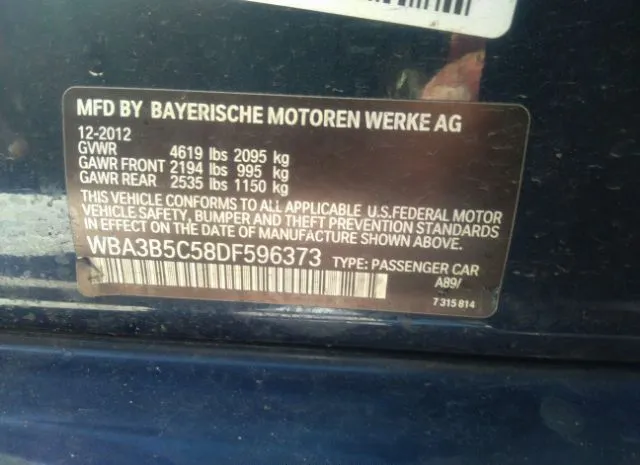 MFD BY BAYERISCHE MOTOREN WERKE AG
12-2012
GVWR 4619 lbs 2095 kg
GAWR FRONT 2194 lbs 995 kg
GAWR REAR 2535 lbs 1150 kg
THIS VEHICLE CONFORMS TO ALL APPLICABLE U.S.FEDERAL MOTOR
VEHICLE SAFETY, BUMPER AND THEFT PREVENTION STANDARDS
IN EFFECT ON THE DATE OF MANUFACTURE SHOWN ABOVE.
WBA3B5C58DF596373 TYPE: PASSENGER CAR
A89/
7 315 814